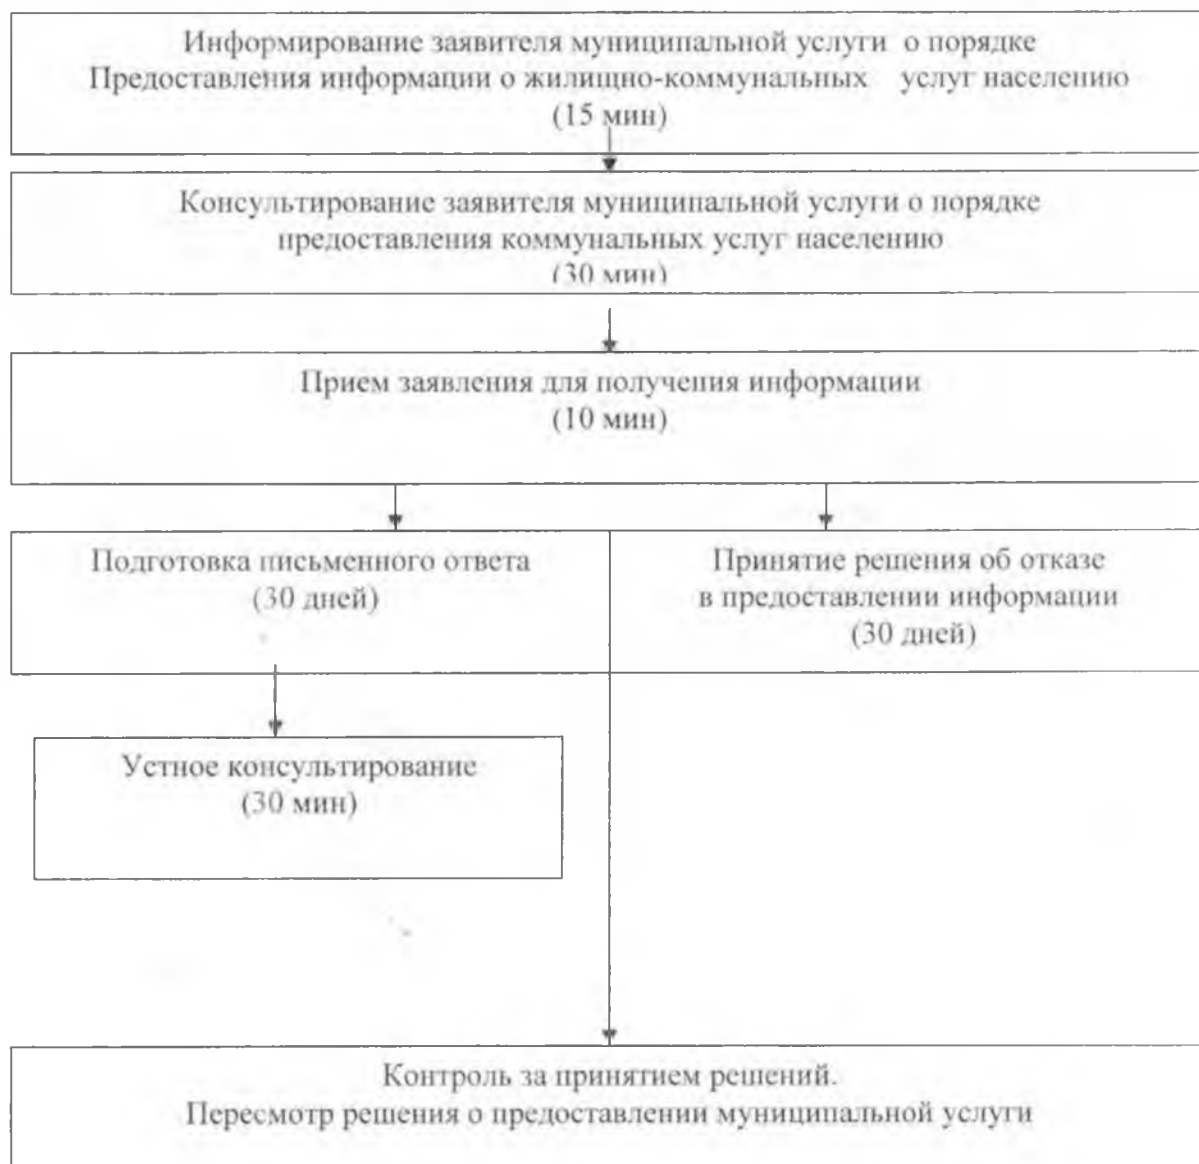 Информирование заявителя муниципальной услуги о порядке
Предоставления информации о жилищно-коммунальных услуг населению
(15 мин)
Консультирование заявителя муниципальной услуги о порядке
предоставления коммунальных услуг населению
(30 мин)
Прием заявления для получения информации
(10 мин)
Подготовка письменного ответа
(30 дней)
Принятие решения об отказе
в предоставлении информации
(30 дней)
Устное консультирование
(30 мин)
Контроль за принятием решений.
Пересмотр решения о предоставлении муниципальной услуги